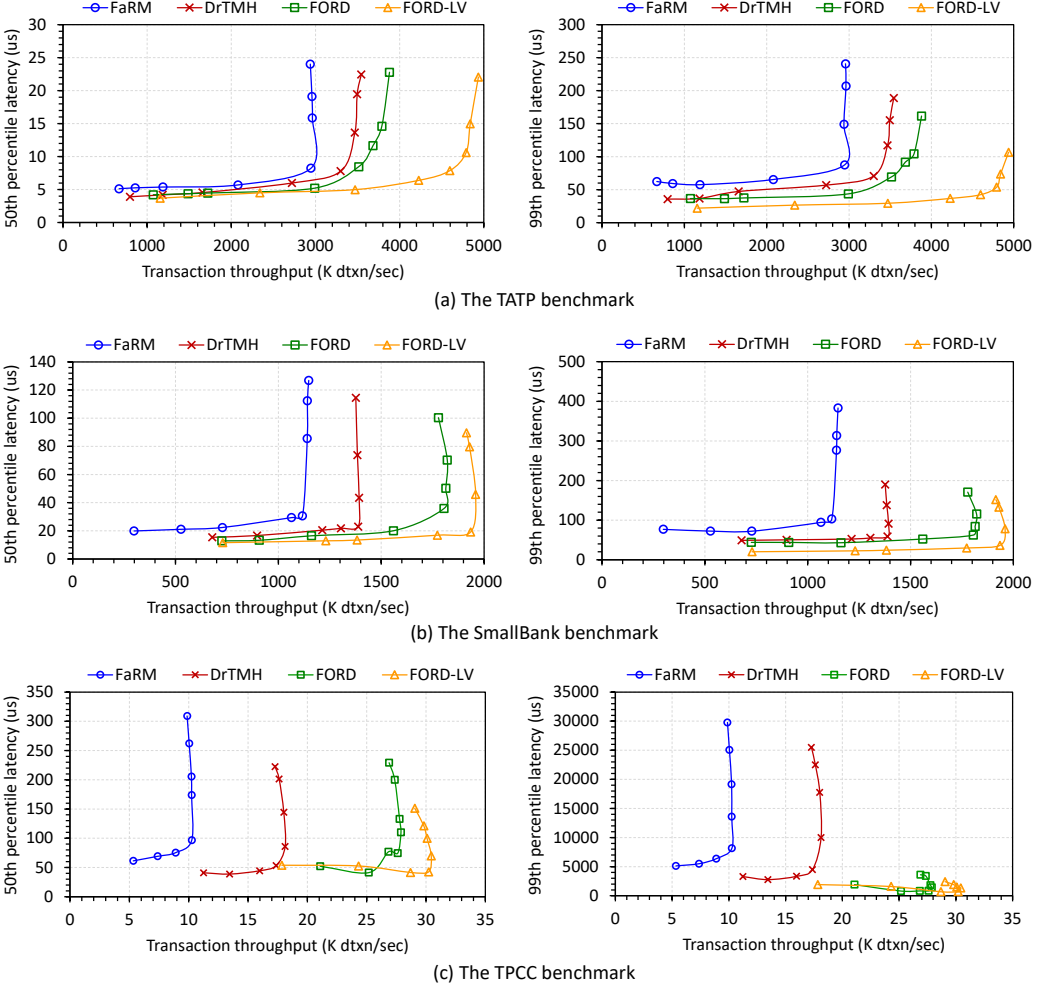 FaRM DrTMH FORD FORD-LV
50th percentile latency (us)
30
25
20
15
10
5
0
0 1000 2000 3000 4000 5000
Transaction throughput (K dtxn/sec)
FaRM DrTMH FORD FORD-LV
99th percentile latency (us)
300
250
200
150
100
50
0
0 1000 2000 3000 4000 5000
Transaction throughput (K dtxn/sec)
(a) The TATP benchmark
FaRM DrTMH FORD FORD-LV
50th percentile latency (us)
140
120
100
80
60
40
20
0
0 500 1000 1500 2000
Transaction throughput (K dtxn/sec)
FaRM DrTMH FORD FORD-LV
99th percentile latency (us)
500
400
300
200
100
0
0 500 1000 1500 2000
Transaction throughput (K dtxn/sec)
(b) The SmallBank benchmark
FaRM DrTMH FORD FORD-LV
50th percentile latency (us)
350
300
250
200
150
100
50
0
0 5 10 15 20 25 30 35
Transaction throughput (K dtxn/sec)
FaRM DrTMH FORD FORD-LV
99th percentile latency (us)
35000
30000
25000
20000
15000
10000
5000
0
0 5 10 15 20 25 30 35
Transaction throughput (K dtxn/sec)
(c) The TPCC benchmark